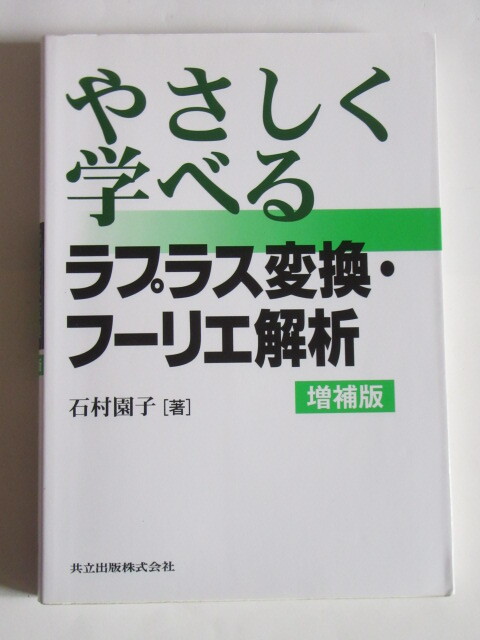 やさしく
学べる
ラプラス変換・
フーリエ解析
増補版
石村園子[著]
共立出版株式会社